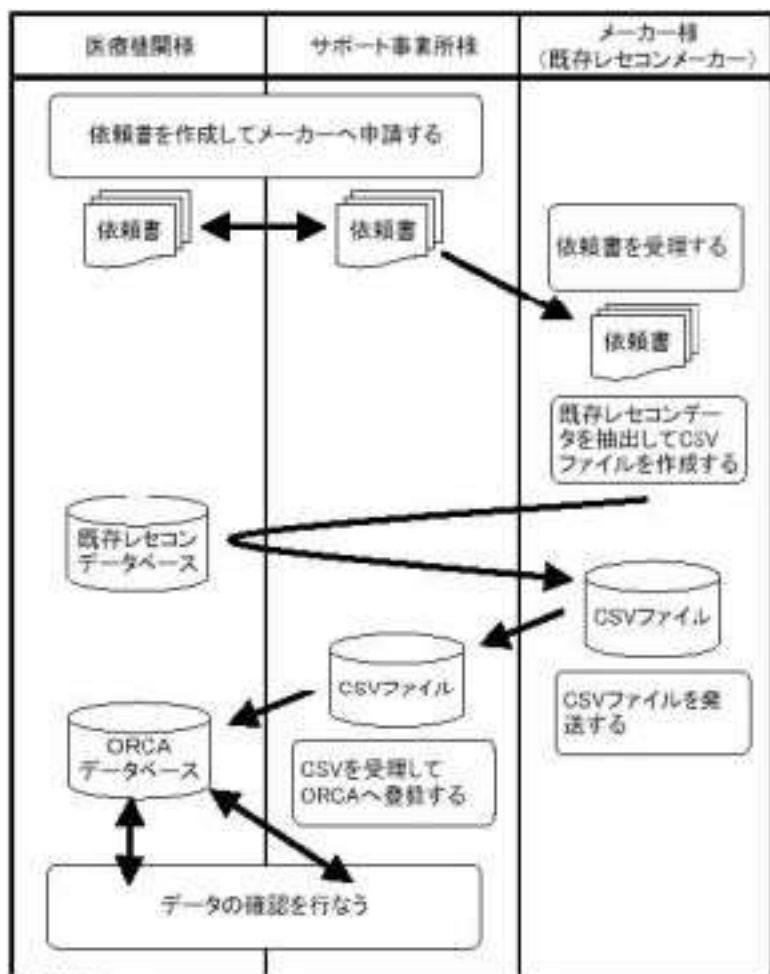 医療機関様
サポート事業所様
メーカー様
(既存レセコンメーカー)
依頼書を作成してメーカーへ申請する
依頼書
依頼書
依頼書を受理する
依頼書
既存レセコンデー
タを抽出してCSV
ファイルを作成する
既存レセコン
データベース
CSVファイル
CSVファイル
CSVファイルを発
送する
ORCA
データベース
CSVを受理して
ORCAへ登録する
データの確認を行なう